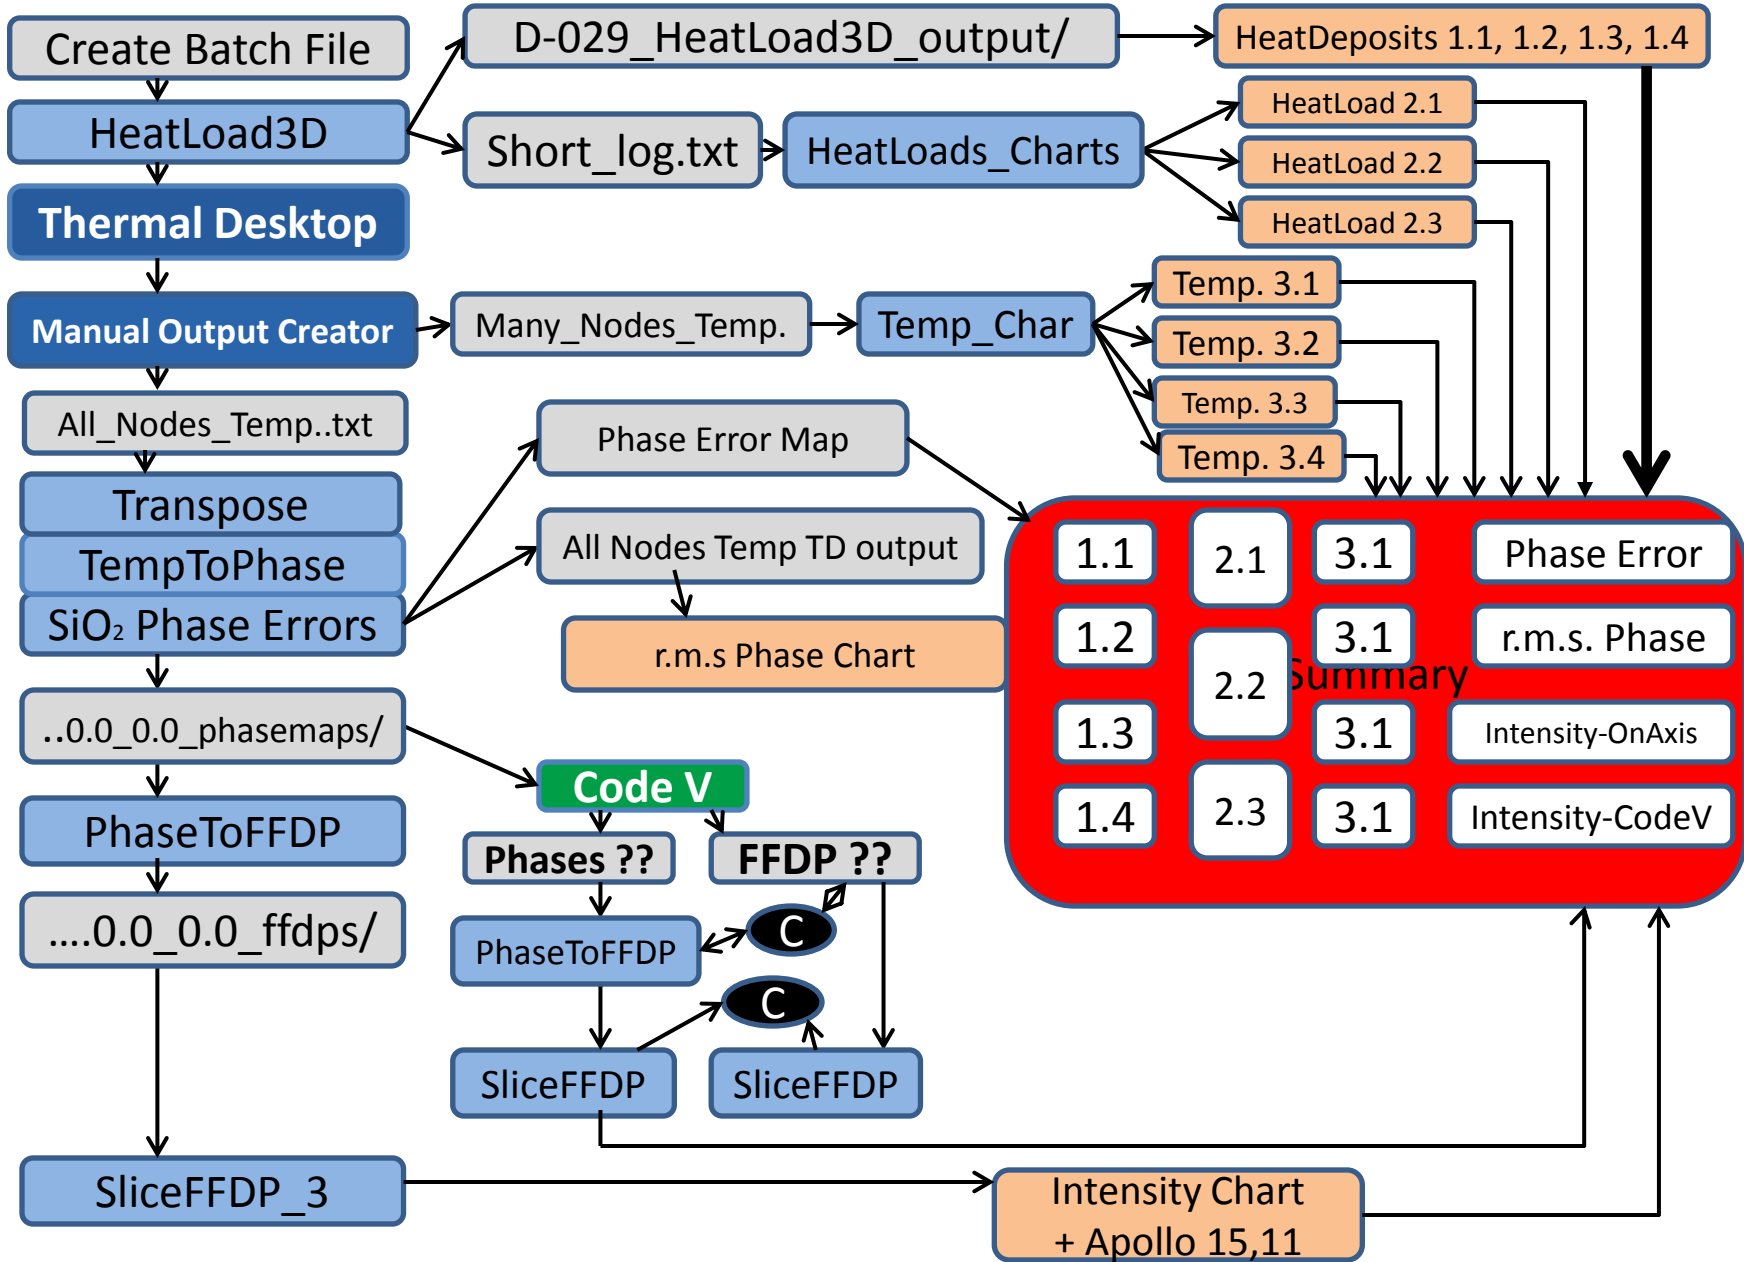 Create Batch File
D-029_HeatLoad3D_output/
HeatDeposits 1.1, 1.2, 1.3, 1.4
HeatLoad3D
Short_log.txt
HeatLoads_Charts
HeatLoad 2.1
HeatLoad 2.2
HeatLoad 2.3
Thermal Desktop
Manual Output Creator
Many_Nodes_Temp.
Temp_Char
Temp. 3.1
Temp. 3.2
Temp. 3.3
Temp. 3.4
All_Nodes_Temp..txt
Phase Error Map
Transpose
TempToPhase
SiO₂ Phase Errors
All Nodes Temp TD output
r.m.s Phase Chart
1.1
2.1
3.1
Phase Error
1.2
2.2
3.1
r.m.s. Phase
Summary
1.3
3.1
Intensity-OnAxis
1.4
2.3
3.1
Intensity-CodeV
..0.0_0.0_phasemaps/
Code V
PhaseToFFDP
Phases ??
FFDP ??
....0.0_0.0_ffdps/
C
PhaseToFFDP
C
SliceFFDP
SliceFFDP
SliceFFDP_3
Intensity Chart
+ Apollo 15,11